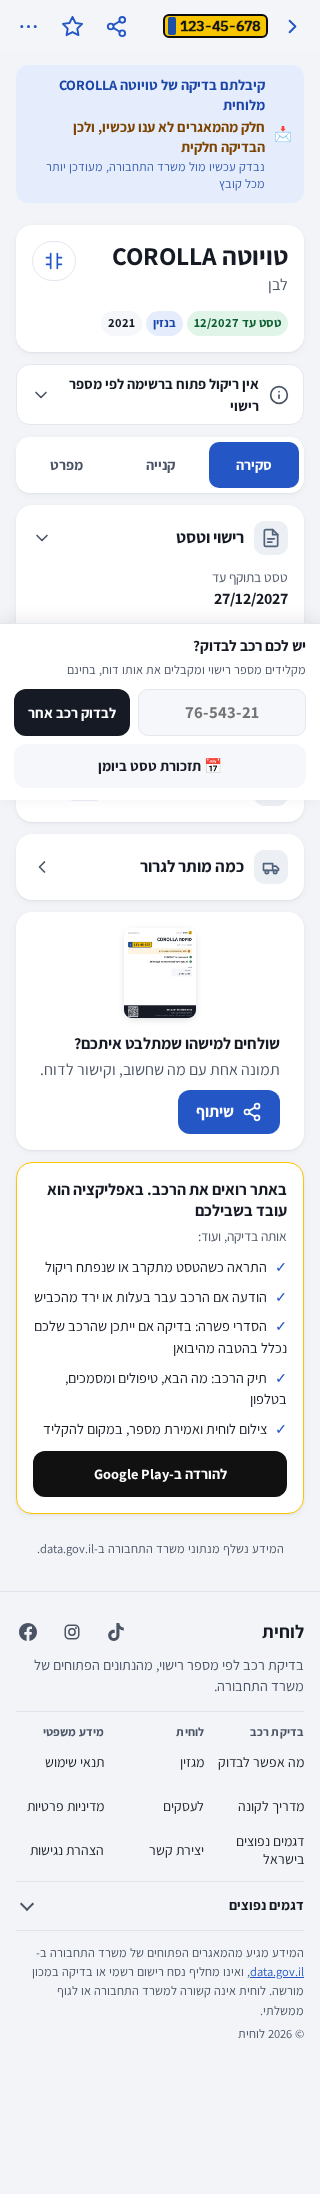 123-45-678
קיבלתם בדיקה של טויוטה COROLLA
מלוחית
חלק מהמאגרים לא ענו עכשיו, ולכן
הבדיקה חלקית
נבדק עכשיו מול משרד התחבורה, מעודכן יותר
מכל קובץ
טויוטה COROLLA
לבן
טסט עד 12/2027
בנזין
2021
אין ריקול פתוח ברשימה לפי מספר
רישוי
סקירה
קנייה
מפרט
רישוי וטסט
טסט בתוקף עד
27/12/2027
יש לכם רכב לבדוק?
מקלידים מספר רישוי ומקבלים את אותו דוח, בחינם
76-543-21
לבדוק רכב אחר
תזכורת טסט ביומן
כמה מותר לגרור
שולחים למישהו שמתלבט איתכם?
תמונה אחת עם מה שחשוב, וקישור לדוח.
שיתוף
באתר רואים את הרכב. באפליקציה הוא
עובד בשבילכם
אותה בדיקה, ועוד:
✓ התראה כשהטסט מתקרב או שנפתח ריקול
✓ הודעה אם הרכב עבר בעלות או ירד מהכביש
✓ הסדרי פשרה: בדיקה אם ייתכן שהרכב שלכם
נכלל בהטבה מהיבואן
✓ תיק הרכב: מה הבא, טיפולים ומסמכים,
בטלפון
✓ צילום לוחית ואמירת מספר, במקום להקליד
להורדה ב-Google Play
המידע נשלף מנתוני משרד התחבורה ב-data.gov.il.
לוחית
בדיקת רכב לפי מספר רישוי, מהנתונים הפתוחים של
משרד התחבורה.
בדיקת רכב
לוחית
מידע משפטי
מה אפשר לבדוק
מגזין
תנאי שימוש
מדריך לקונה
לעסקים
מדיניות פרטיות
דגמים נפוצים
בישראל
יצירת קשר
הצהרת נגישות
דגמים נפוצים
המידע מגיע מהמאגרים הפתוחים של משרד התחבורה ב-
data.gov.il, ואינו מחליף נסח רישום רשמי או בדיקה במכון
מורשה. לוחית אינה קשורה למשרד התחבורה או לגוף
ממשלתי.
© 2026 לוחית